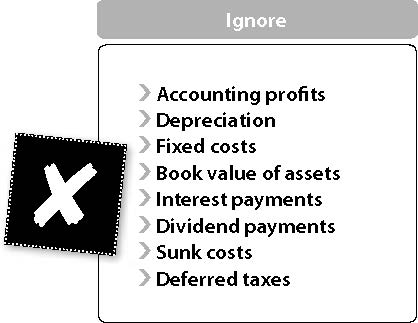 Ignore
Accounting profits
Depreciation
Fixed costs
Book value of assets
Interest payments
Dividend payments
Sunk costs
Deferred taxes